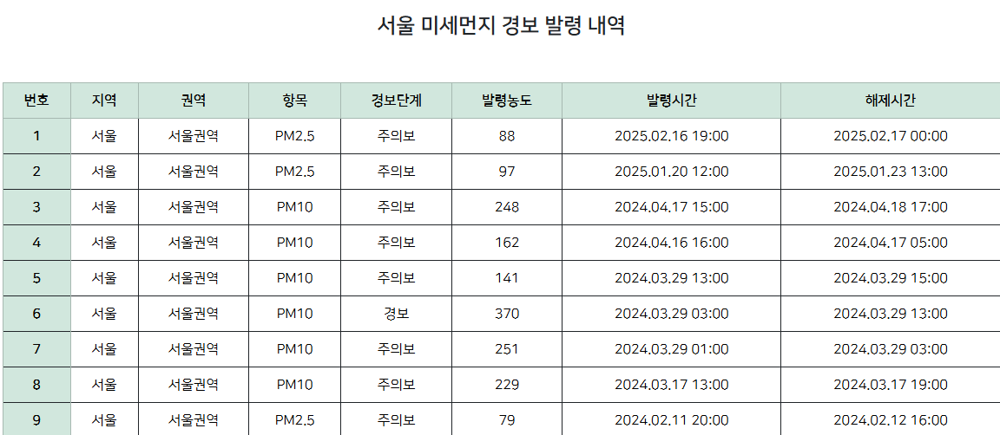 서울 미세먼지 경보 발령 내역
번호 지역 권역 항목 경보단계 발령농도 발령시간 해제시간
1 서울 서울권역 PM2.5 주의보 88 2025.02.16 19:00 2025.02.17 00:00
2 서울 서울권역 PM2.5 주의보 97 2025.01.20 12:00 2025.01.23 13:00
3 서울 서울권역 PM10 주의보 248 2024.04.17 15:00 2024.04.18 17:00
4 서울 서울권역 PM10 주의보 162 2024.04.16 16:00 2024.04.17 05:00
5 서울 서울권역 PM10 주의보 141 2024.03.29 13:00 2024.03.29 15:00
6 서울 서울권역 PM10 경보 370 2024.03.29 03:00 2024.03.29 13:00
7 서울 서울권역 PM10 주의보 251 2024.03.29 01:00 2024.03.29 03:00
8 서울 서울권역 PM10 주의보 229 2024.03.17 13:00 2024.03.17 19:00
9 서울 서울권역 PM2.5 주의보 79 2024.02.11 20:00 2024.02.12 16:00